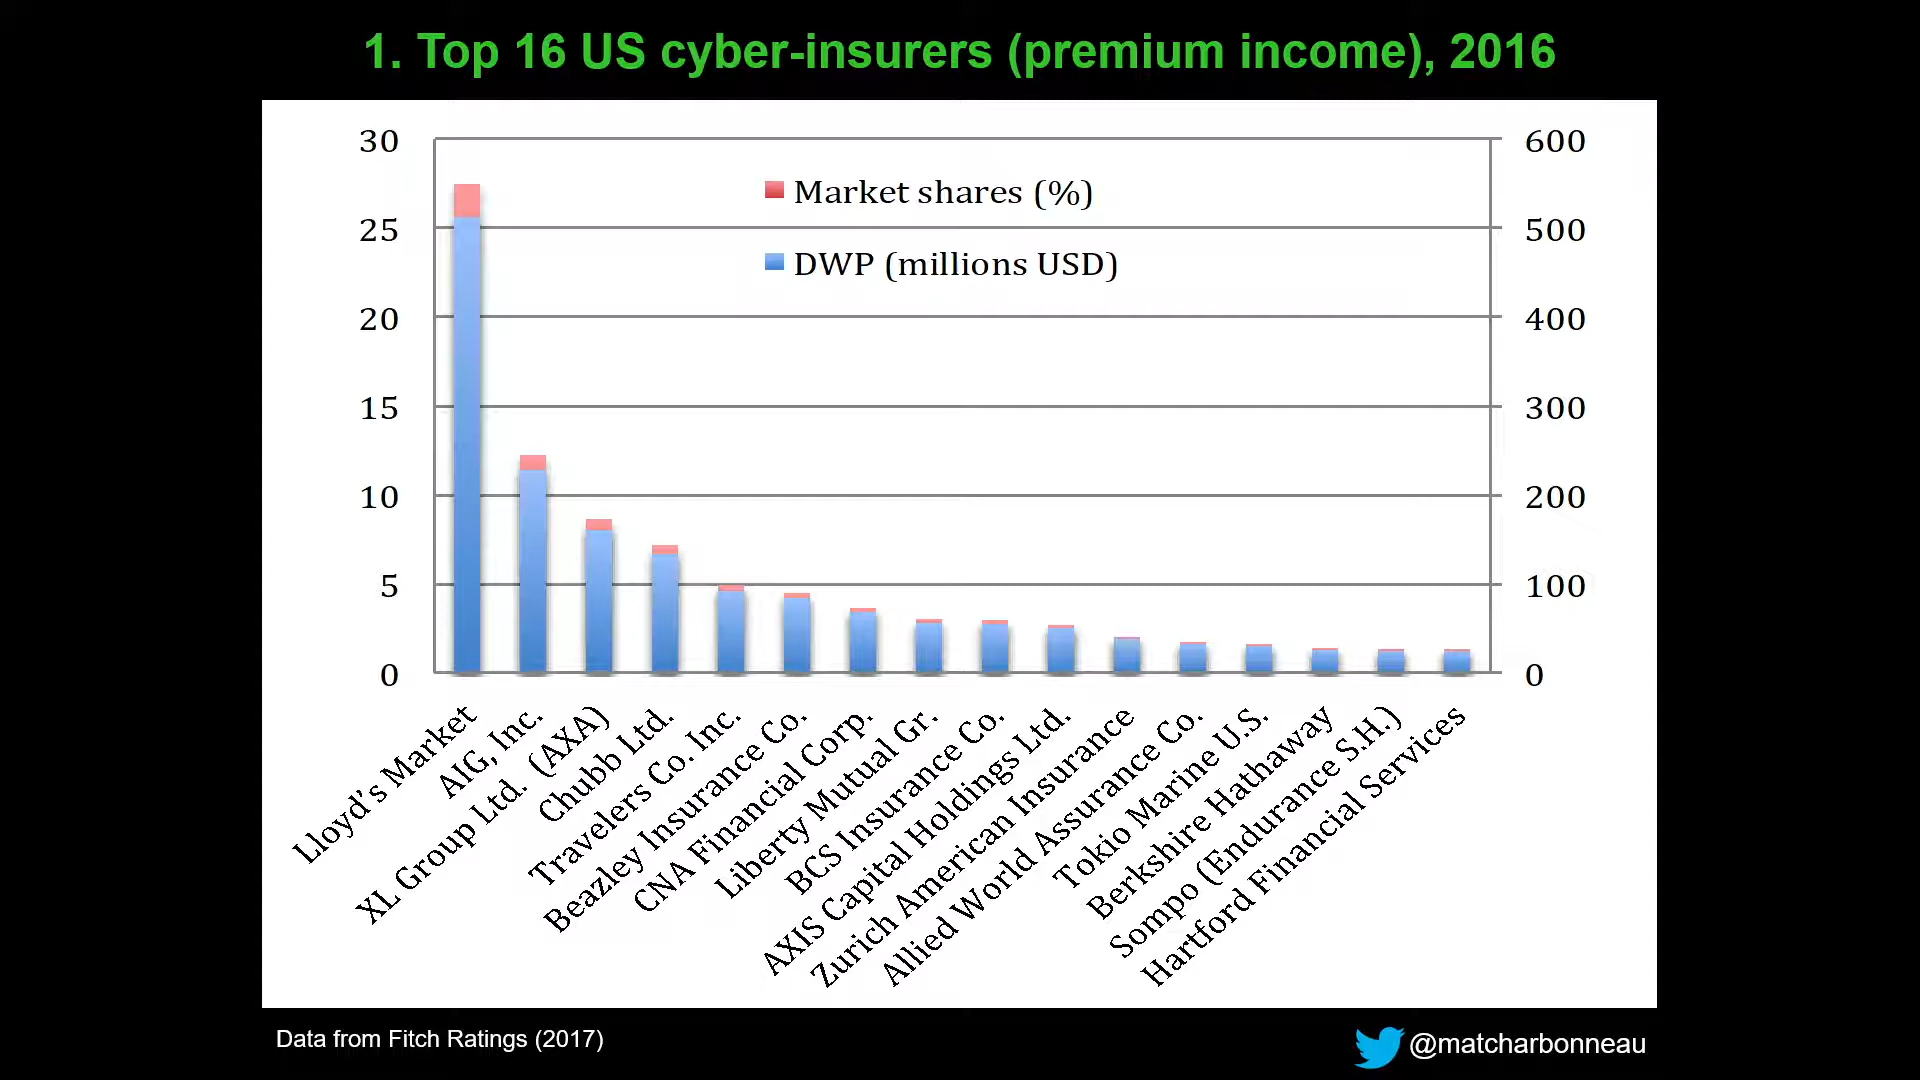 1. Top 16 US cyber-insurers (premium income), 2016
30
25
20
15
10
5
0
Market shares (%)
DWP (millions USD)
600
500
400
300
200
100
0
Lloyd's Market
AIG, Inc.
XL Group Ltd. (AXA)
Chubb Ltd.
Travelers Co. Inc.
Beazley Insurance Co.
CNA Financial Corp.
Liberty Mutual Gr.
BCS Insurance Co.
AXIS Capital Holdings Ltd.
Zurich American Insurance
Allied World Assurance Co.
Tokio Marine U.S.
Berkshire Hathaway
Sompo (Endurance S.H.)
Hartford Financial Services
Data from Fitch Ratings (2017)
@matcharbonneau